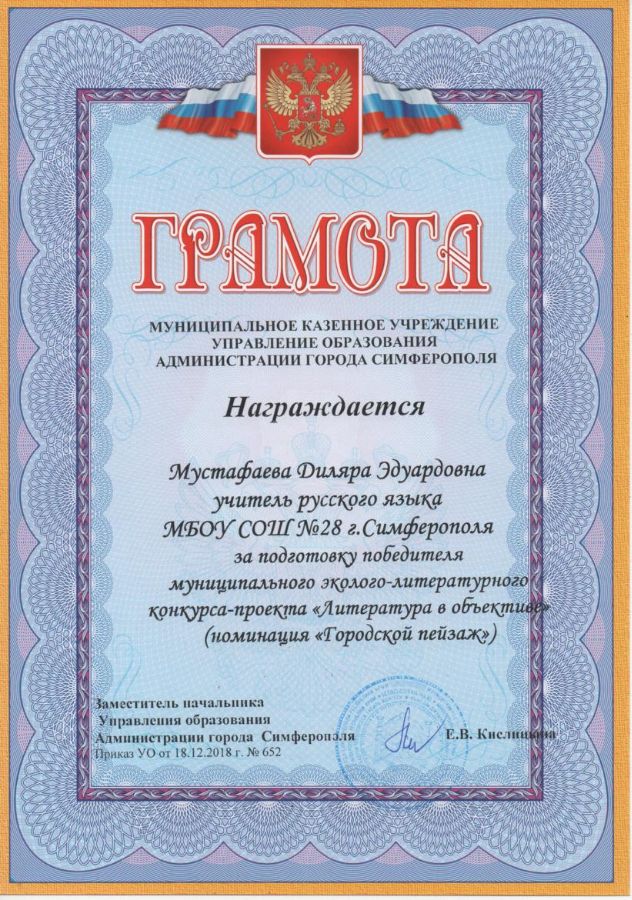 ГРАМОТА
МУНИЦИПАЛЬНОЕ КАЗЕННОЕ УЧРЕЖДЕНИЕ
УПРАВЛЕНИЕ ОБРАЗОВАНИЯ
АДМИНИСТРАЦИИ ГОРОДА СИМФЕРОПОЛЯ
Награждается
Мустафаева Диляра Эдуардовна
учитель русского языка
МБОУ СОШ №28 г.Симферополя
за подготовку победителя
муниципального эколого-литературного
конкурса-проекта «Литература в объективе»
(номинация «Городской пейзаж»)
Заместитель начальника
Управления образования
Администрации города Симферополя Е.В. Кислицына
Приказ УО от 18.12.2018 г. № 652